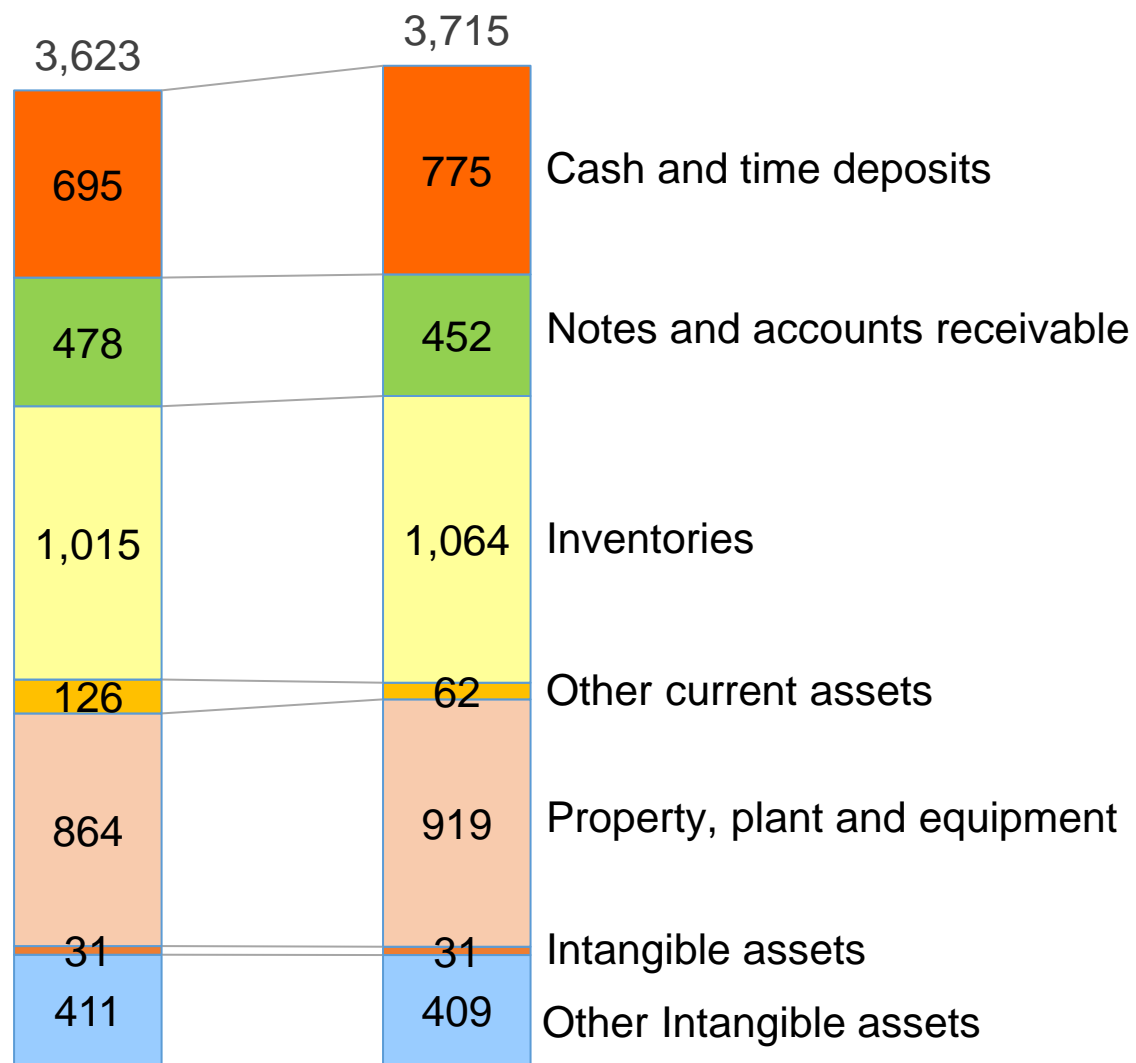 3,623 3,715
695 775 Cash and time deposits
478 452 Notes and accounts receivable
1,015 1,064 Inventories
126 62 Other current assets
864 919 Property, plant and equipment
31 31 Intangible assets
411 409 Other Intangible assets